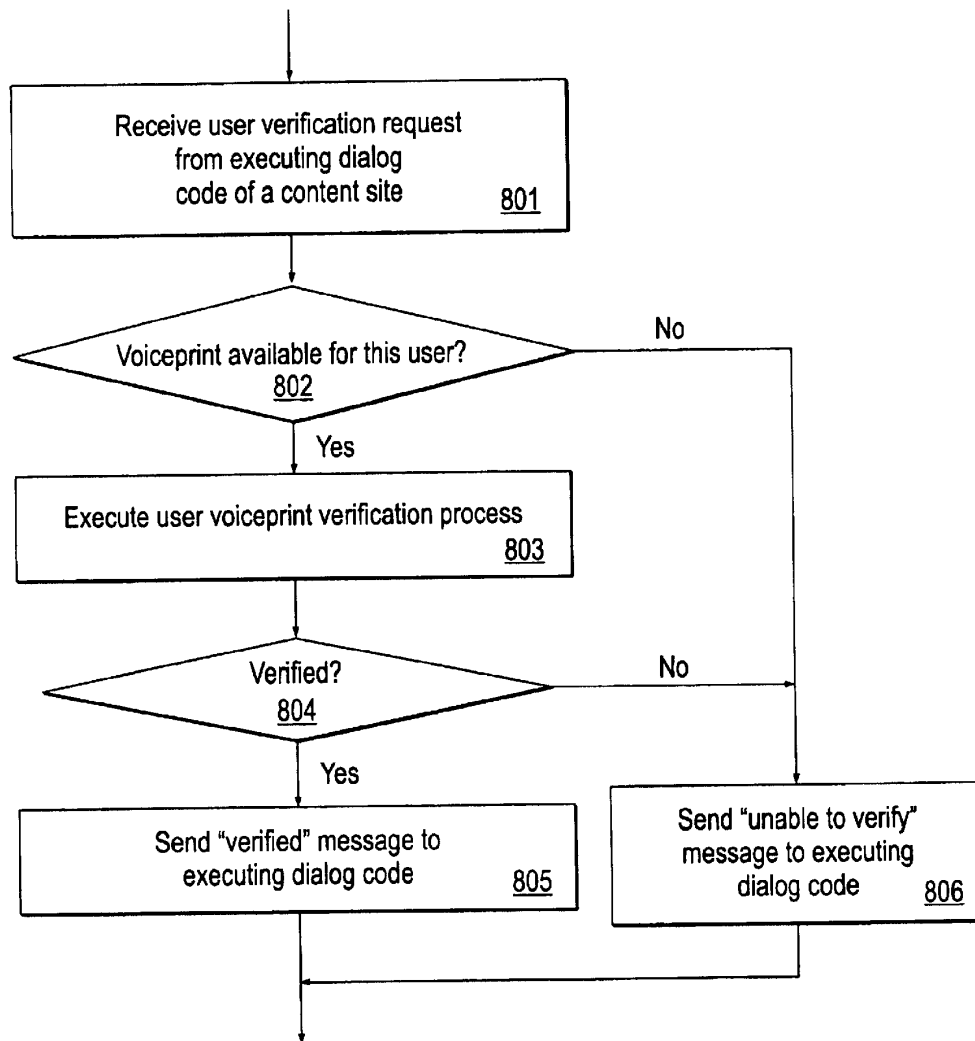 Receive user verification request
from executing dialog
code of a content site
801
Voiceprint available for this user?
802
No
Yes
Execute user voiceprint verification process
803
Verified?
804
No
Yes
Send “verified” message to
executing dialog code
805
Send “unable to verify”
message to executing
dialog code
806